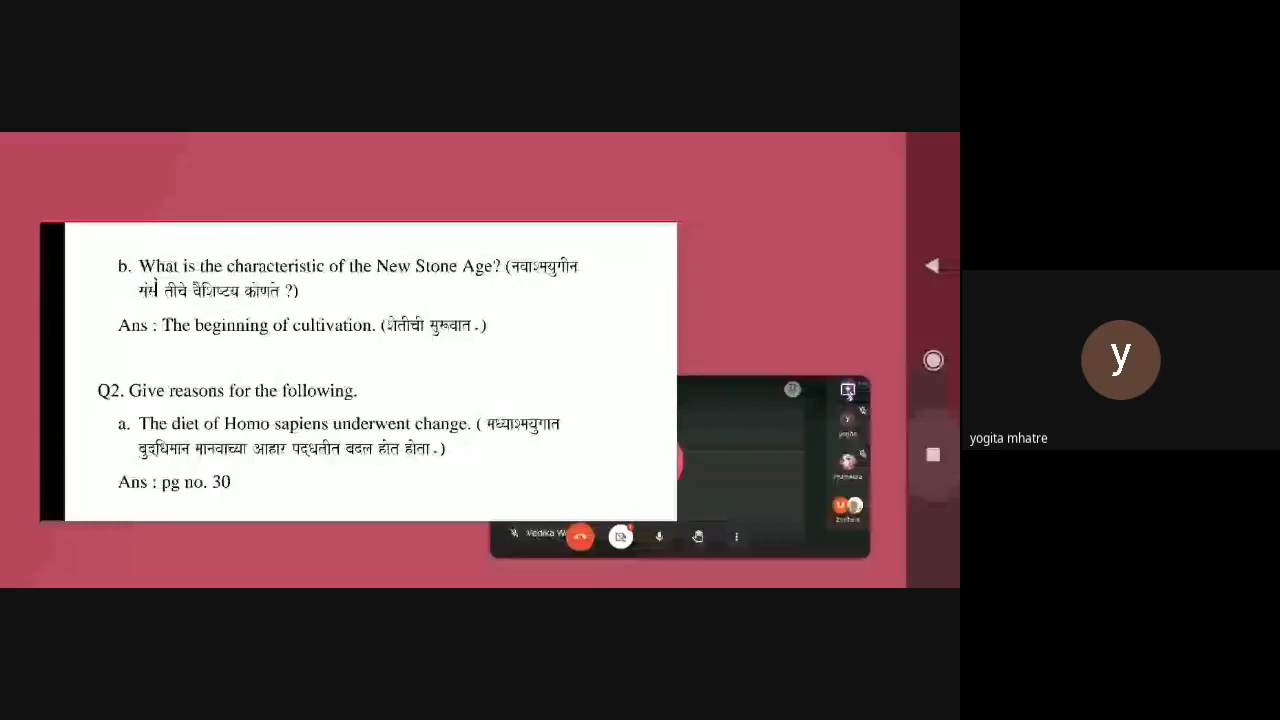 b. What is the characteristic of the New Stone Age? (नवाश्मयुगीन
तीचे वैशिष्टय कोणते ?)
Ans : The beginning of cultivation. (शेतीची सुरूवात .)
Q2. Give reasons for the following.
a. The diet of Homo sapiens underwent change. ( मध्याश्मयुगात
बुद्धिमान मानवाच्या आहार पद्धतीत बदल होत होता .)
Ans : pg no. 30
Vedika
y
yogita mhatre